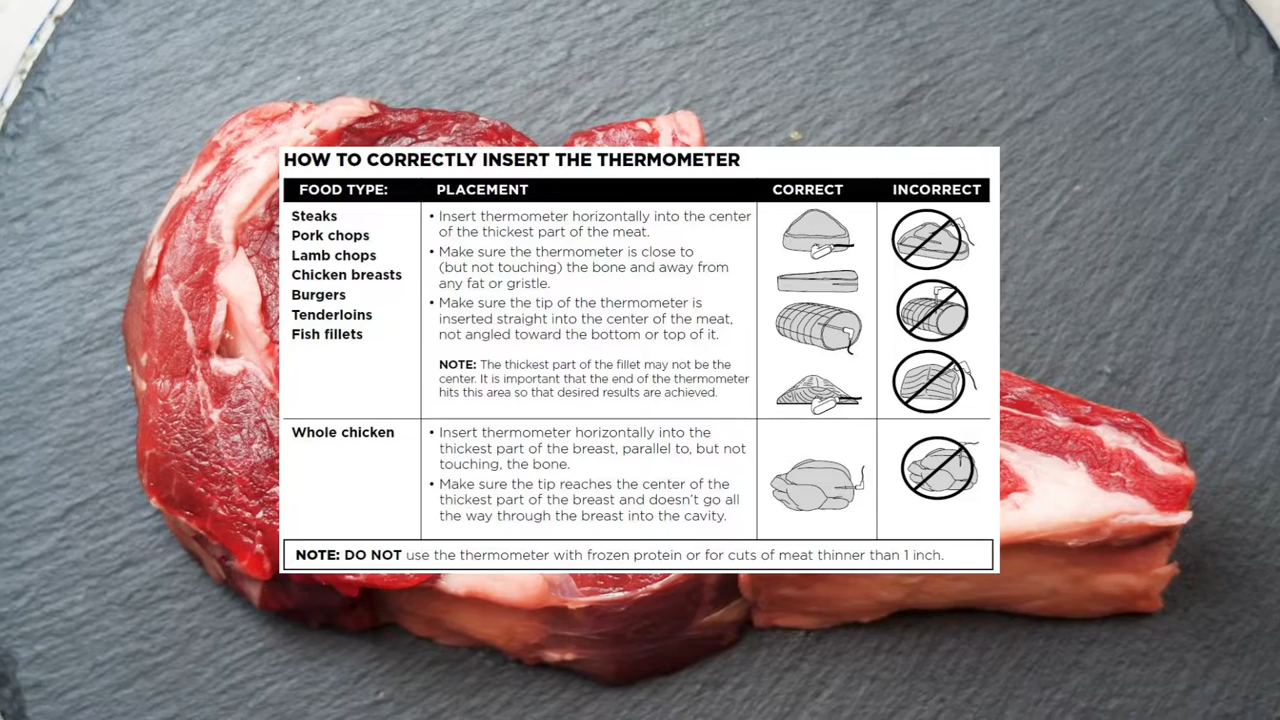 HOW TO CORRECTLY INSERT THE THERMOMETER
FOOD TYPE: PLACEMENT CORRECT INCORRECT
Steaks
Pork chops
Lamb chops
Chicken breasts
Burgers
Tenderloins
Fish fillets
• Insert thermometer horizontally into the center
of the thickest part of the meat.
• Make sure the thermometer is close to
(but not touching) the bone and away from
any fat or gristle.
• Make sure the tip of the thermometer is
inserted straight into the center of the meat,
not angled toward the bottom or top of it.
NOTE: The thickest part of the fillet may not be the
center. It is important that the end of the thermometer
hits this area so that desired results are achieved.
Whole chicken
• Insert thermometer horizontally into the
thickest part of the breast, parallel to, but not
touching, the bone.
• Make sure the tip reaches the center of the
thickest part of the breast and doesn't go all
the way through the breast into the cavity.
NOTE: DO NOT use the thermometer with frozen protein or for cuts of meat thinner than 1 inch.